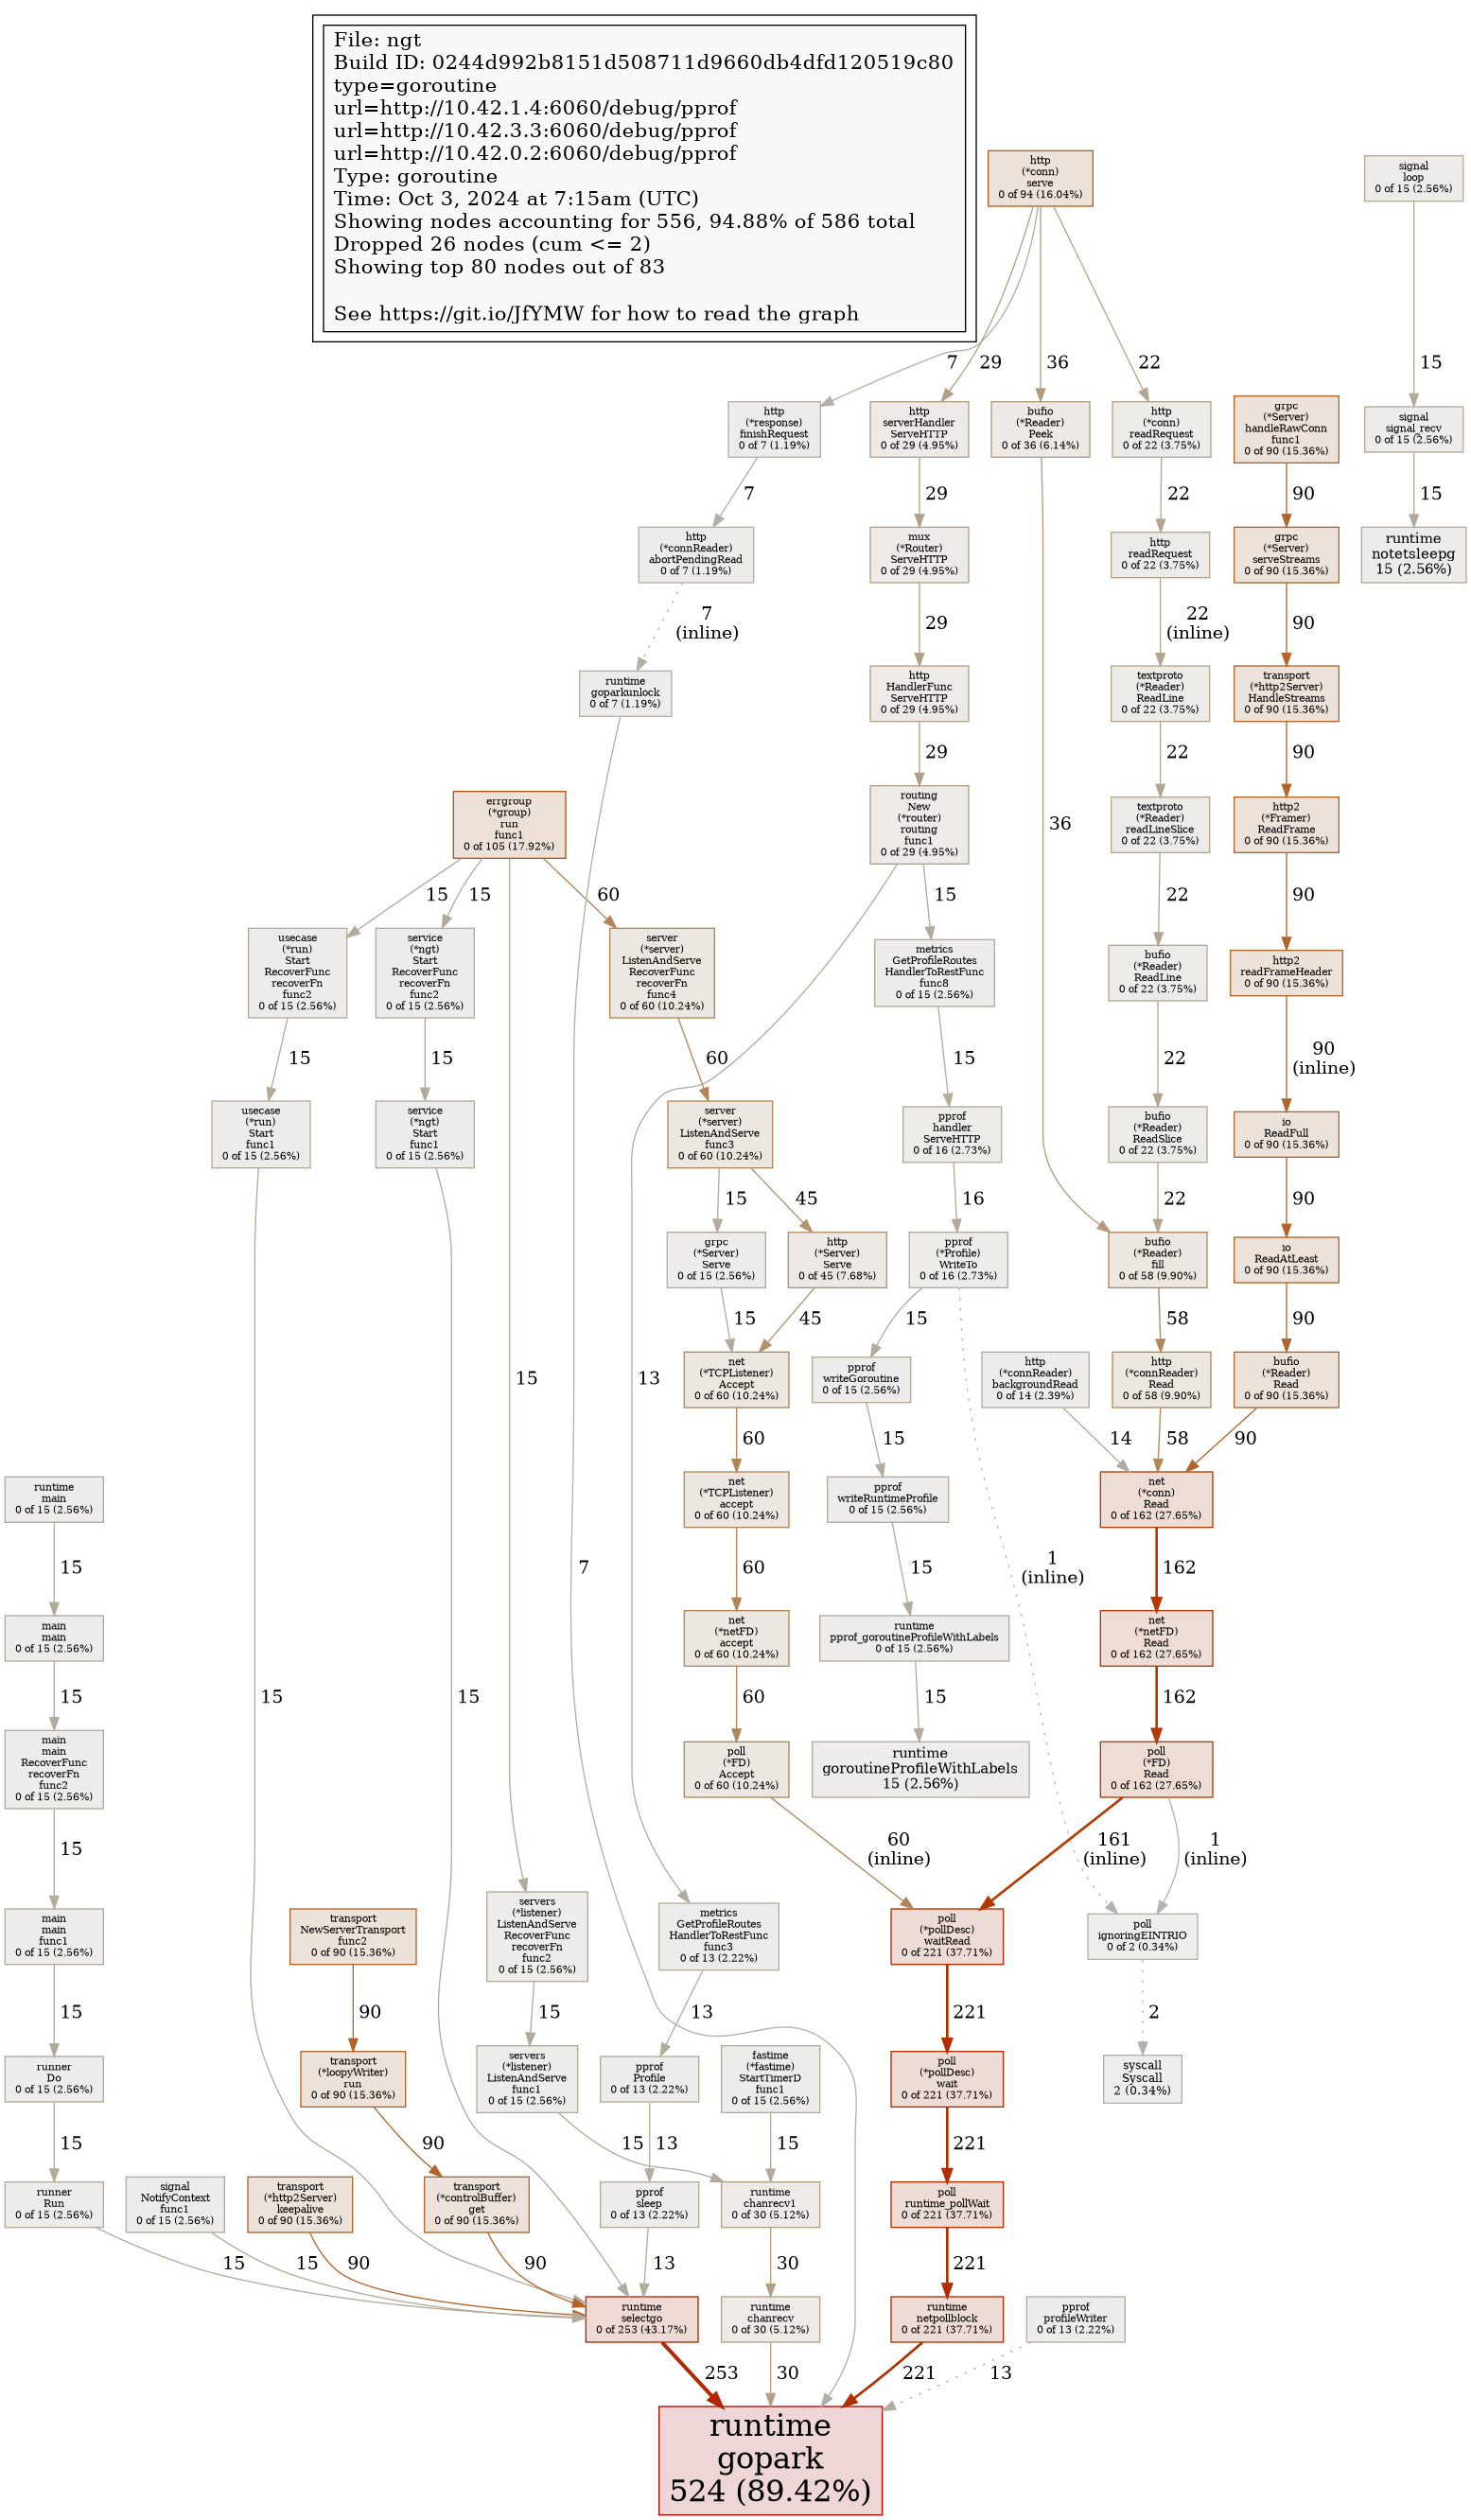 File: ngt
Build ID: 0244d992b8151d508711d9660db4dfd120519c80
type=goroutine
url=http://10.42.1.4:6060/debug/pprof
url=http://10.42.3.3:6060/debug/pprof
url=http://10.42.0.2:6060/debug/pprof
Type: goroutine
Time: Oct 3, 2024 at 7:15am (UTC)
Showing nodes accounting for 556, 94.88% of 586 total
Dropped 26 nodes (cum <= 2)
Showing top 80 nodes out of 83
See https://git.io/JfYMW for how to read the graph
http
(*conn)
serve
0 of 94 (16.04%)
signal
loop
0 of 15 (2.56%)
7
29
36
22
15
http
(*response)
finishRequest
0 of 7 (1.19%)
http
serverHandler
ServeHTTP
0 of 29 (4.95%)
bufio
(*Reader)
Peek
0 of 36 (6.14%)
http
(*conn)
readRequest
0 of 22 (3.75%)
grpc
(*Server)
handleRawConn
func1
0 of 90 (15.36%)
signal
signal_recv
0 of 15 (2.56%)
7
29
22
90
15
http
(*connReader)
abortPendingRead
0 of 7 (1.19%)
mux
(*Router)
ServeHTTP
0 of 29 (4.95%)
http
readRequest
0 of 22 (3.75%)
grpc
(*Server)
serveStreams
0 of 90 (15.36%)
runtime
notetsleepg
15 (2.56%)
7
(inline)
29
22
(inline)
90
runtime
goparkunlock
0 of 7 (1.19%)
http
HandlerFunc
ServeHTTP
0 of 29 (4.95%)
textproto
(*Reader)
ReadLine
0 of 22 (3.75%)
transport
(*http2Server)
HandleStreams
0 of 90 (15.36%)
29
22
90
errgroup
(*group)
run
func1
0 of 105 (17.92%)
routing
New
(*router)
routing
func1
0 of 29 (4.95%)
36
textproto
(*Reader)
readLineSlice
0 of 22 (3.75%)
http2
(*Framer)
ReadFrame
0 of 90 (15.36%)
15
15
60
15
22
90
usecase
(*run)
Start
RecoverFunc
recoverFn
func2
0 of 15 (2.56%)
service
(*ngt)
Start
RecoverFunc
recoverFn
func2
0 of 15 (2.56%)
server
(*server)
ListenAndServe
RecoverFunc
recoverFn
func4
0 of 60 (10.24%)
metrics
GetProfileRoutes
HandlerToRestFunc
func8
0 of 15 (2.56%)
bufio
(*Reader)
ReadLine
0 of 22 (3.75%)
http2
readFrameHeader
0 of 90 (15.36%)
15
15
60
15
22
90
(inline)
usecase
(*run)
Start
func1
0 of 15 (2.56%)
service
(*ngt)
Start
func1
0 of 15 (2.56%)
server
(*server)
ListenAndServe
func3
0 of 60 (10.24%)
pprof
handler
ServeHTTP
0 of 16 (2.73%)
bufio
(*Reader)
ReadSlice
0 of 22 (3.75%)
io
ReadFull
0 of 90 (15.36%)
15
45
16
22
90
grpc
(*Server)
Serve
0 of 15 (2.56%)
http
(*Server)
Serve
0 of 45 (7.68%)
pprof
(*Profile)
WriteTo
0 of 16 (2.73%)
bufio
(*Reader)
fill
0 of 58 (9.90%)
io
ReadAtLeast
0 of 90 (15.36%)
15
45
15
58
90
15
13
net
(*TCPListener)
Accept
0 of 60 (10.24%)
pprof
writeGoroutine
0 of 15 (2.56%)
http
(*connReader)
backgroundRead
0 of 14 (2.39%)
http
(*connReader)
Read
0 of 58 (9.90%)
bufio
(*Reader)
Read
0 of 90 (15.36%)
60
15
14
58
90
runtime
main
0 of 15 (2.56%)
net
(*TCPListener)
accept
0 of 60 (10.24%)
pprof
writeRuntimeProfile
0 of 15 (2.56%)
net
(*conn)
Read
0 of 162 (27.65%)
15
7
60
15
1
(inline)
162
main
main
0 of 15 (2.56%)
net
(*netFD)
accept
0 of 60 (10.24%)
runtime
pprof_goroutineProfileWithLabels
0 of 15 (2.56%)
net
(*netFD)
Read
0 of 162 (27.65%)
15
15
15
60
15
162
main
main
RecoverFunc
recoverFn
func2
0 of 15 (2.56%)
poll
(*FD)
Accept
0 of 60 (10.24%)
runtime
goroutineProfileWithLabels
15 (2.56%)
poll
(*FD)
Read
0 of 162 (27.65%)
15
60
(inline)
161
(inline)
1
(inline)
main
main
func1
0 of 15 (2.56%)
transport
NewServerTransport
func2
0 of 90 (15.36%)
servers
(*listener)
ListenAndServe
RecoverFunc
recoverFn
func2
0 of 15 (2.56%)
metrics
GetProfileRoutes
HandlerToRestFunc
func3
0 of 13 (2.22%)
poll
(*pollDesc)
waitRead
0 of 221 (37.71%)
poll
ignoringEINTRIO
0 of 2 (0.34%)
15
90
15
13
221
2
runner
Do
0 of 15 (2.56%)
transport
(*loopyWriter)
run
0 of 90 (15.36%)
servers
(*listener)
ListenAndServe
func1
0 of 15 (2.56%)
pprof
Profile
0 of 13 (2.22%)
fastime
(*fastime)
StartTimerD
func1
0 of 15 (2.56%)
poll
(*pollDesc)
wait
0 of 221 (37.71%)
syscall
Syscall
2 (0.34%)
15
90
15
13
15
221
runner
Run
0 of 15 (2.56%)
signal
NotifyContext
func1
0 of 15 (2.56%)
transport
(*http2Server)
keepalive
0 of 90 (15.36%)
transport
(*controlBuffer)
get
0 of 90 (15.36%)
pprof
sleep
0 of 13 (2.22%)
runtime
chanrecv1
0 of 30 (5.12%)
poll
runtime_pollWait
0 of 221 (37.71%)
15
15
90
90
13
30
221
runtime
selectgo
0 of 253 (43.17%)
runtime
chanrecv
0 of 30 (5.12%)
runtime
netpollblock
0 of 221 (37.71%)
pprof
profileWriter
0 of 13 (2.22%)
253
30
221
13
runtime
gopark
524 (89.42%)